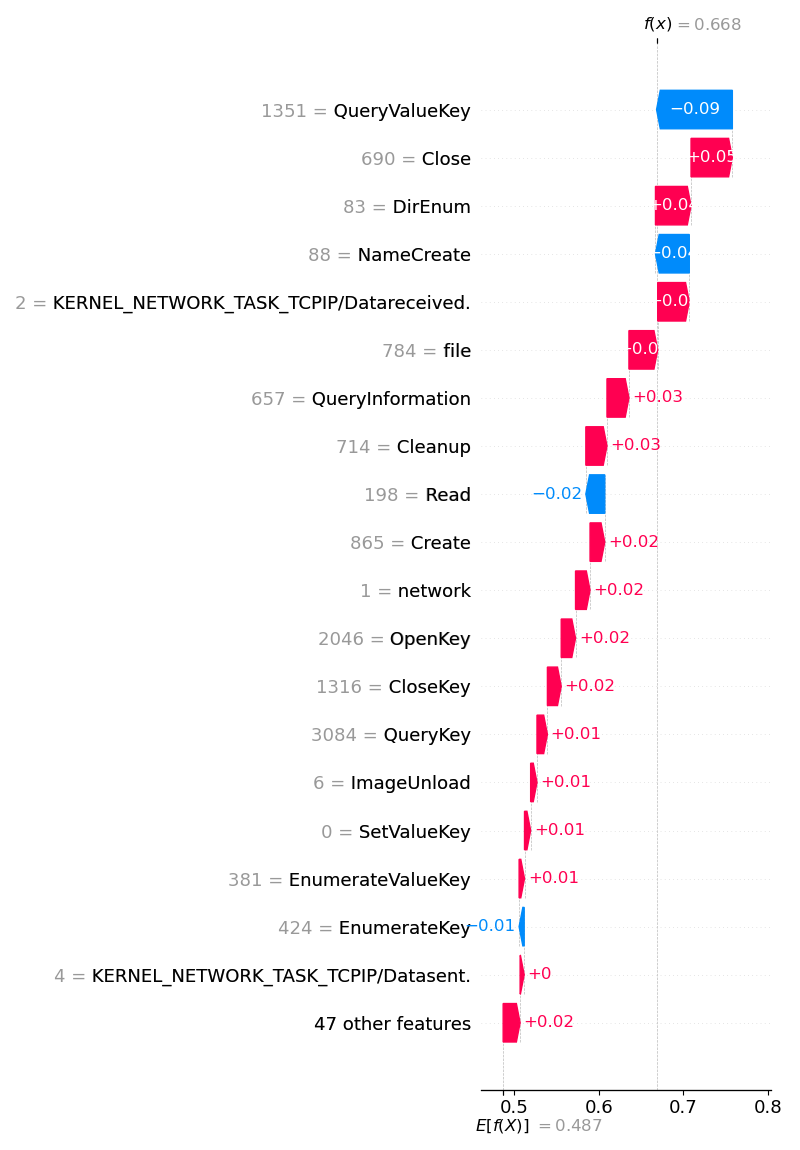 f(x) = 0.668
1351 = QueryValueKey −0.09
690 = Close +0.05
83 = DirEnum +0.04
88 = NameCreate −0.04
2 = KERNEL_NETWORK_TASK_TCPIP/Datareceived.
784 = file
657 = QueryInformation +0.03
714 = Cleanup +0.03
198 = Read −0.02
865 = Create +0.02
1 = network +0.02
2046 = OpenKey +0.02
1316 = CloseKey +0.02
3084 = QueryKey +0.01
6 = ImageUnload +0.01
0 = SetValueKey +0.01
381 = EnumerateValueKey +0.01
424 = EnumerateKey −0.01
4 = KERNEL_NETWORK_TASK_TCPIP/Datasent. +0
47 other features +0.02
0.5 0.6 0.7 0.8
E[f(X)] = 0.487